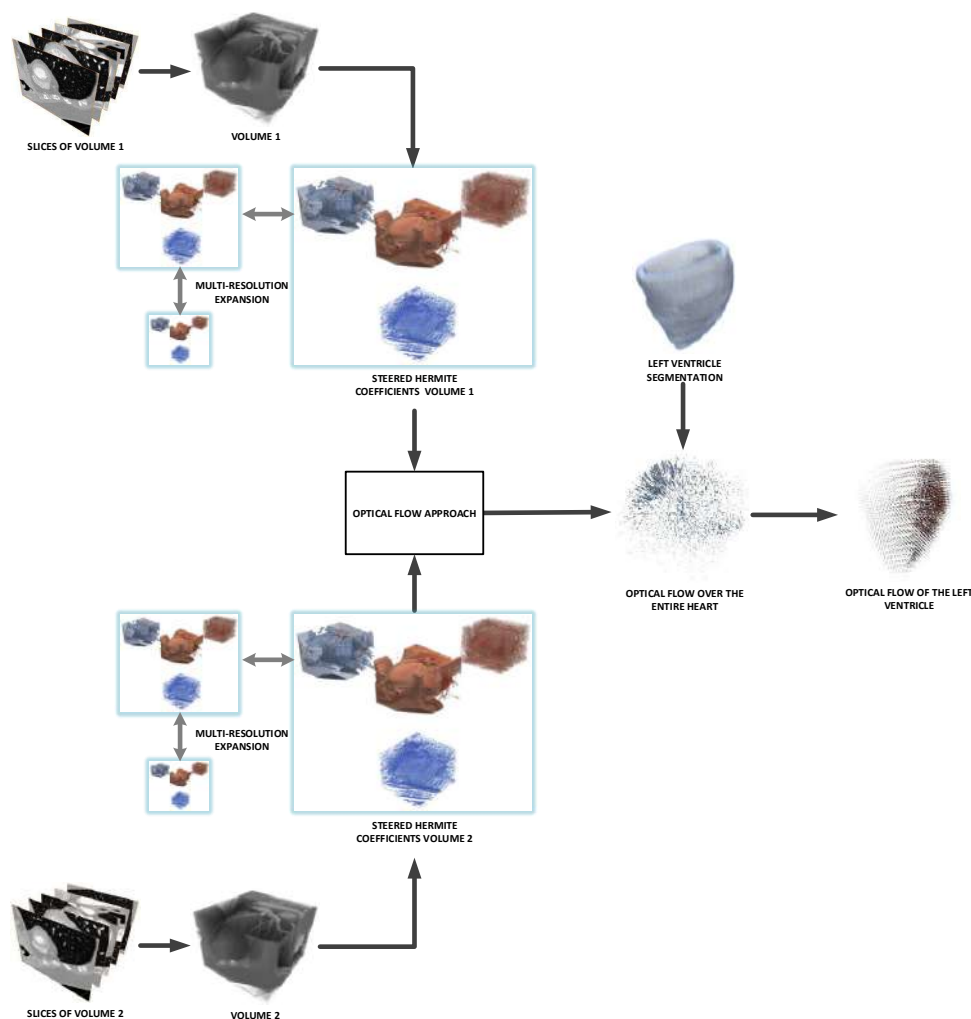 SLICES OF VOLUME 1
VOLUME 1
MULTI-RESOLUTION
EXPANSION
STEERED HERMITE
COEFFICIENTS VOLUME 1
LEFT VENTRICLE
SEGMENTATION
OPTICAL FLOW APPROACH
OPTICAL FLOW OVER THE
ENTIRE HEART
OPTICAL FLOW OF THE LEFT
VENTRICLE
MULTI-RESOLUTION
EXPANSION
STEERED HERMITE
COEFFICIENTS VOLUME 2
SLICES OF VOLUME 2
VOLUME 2